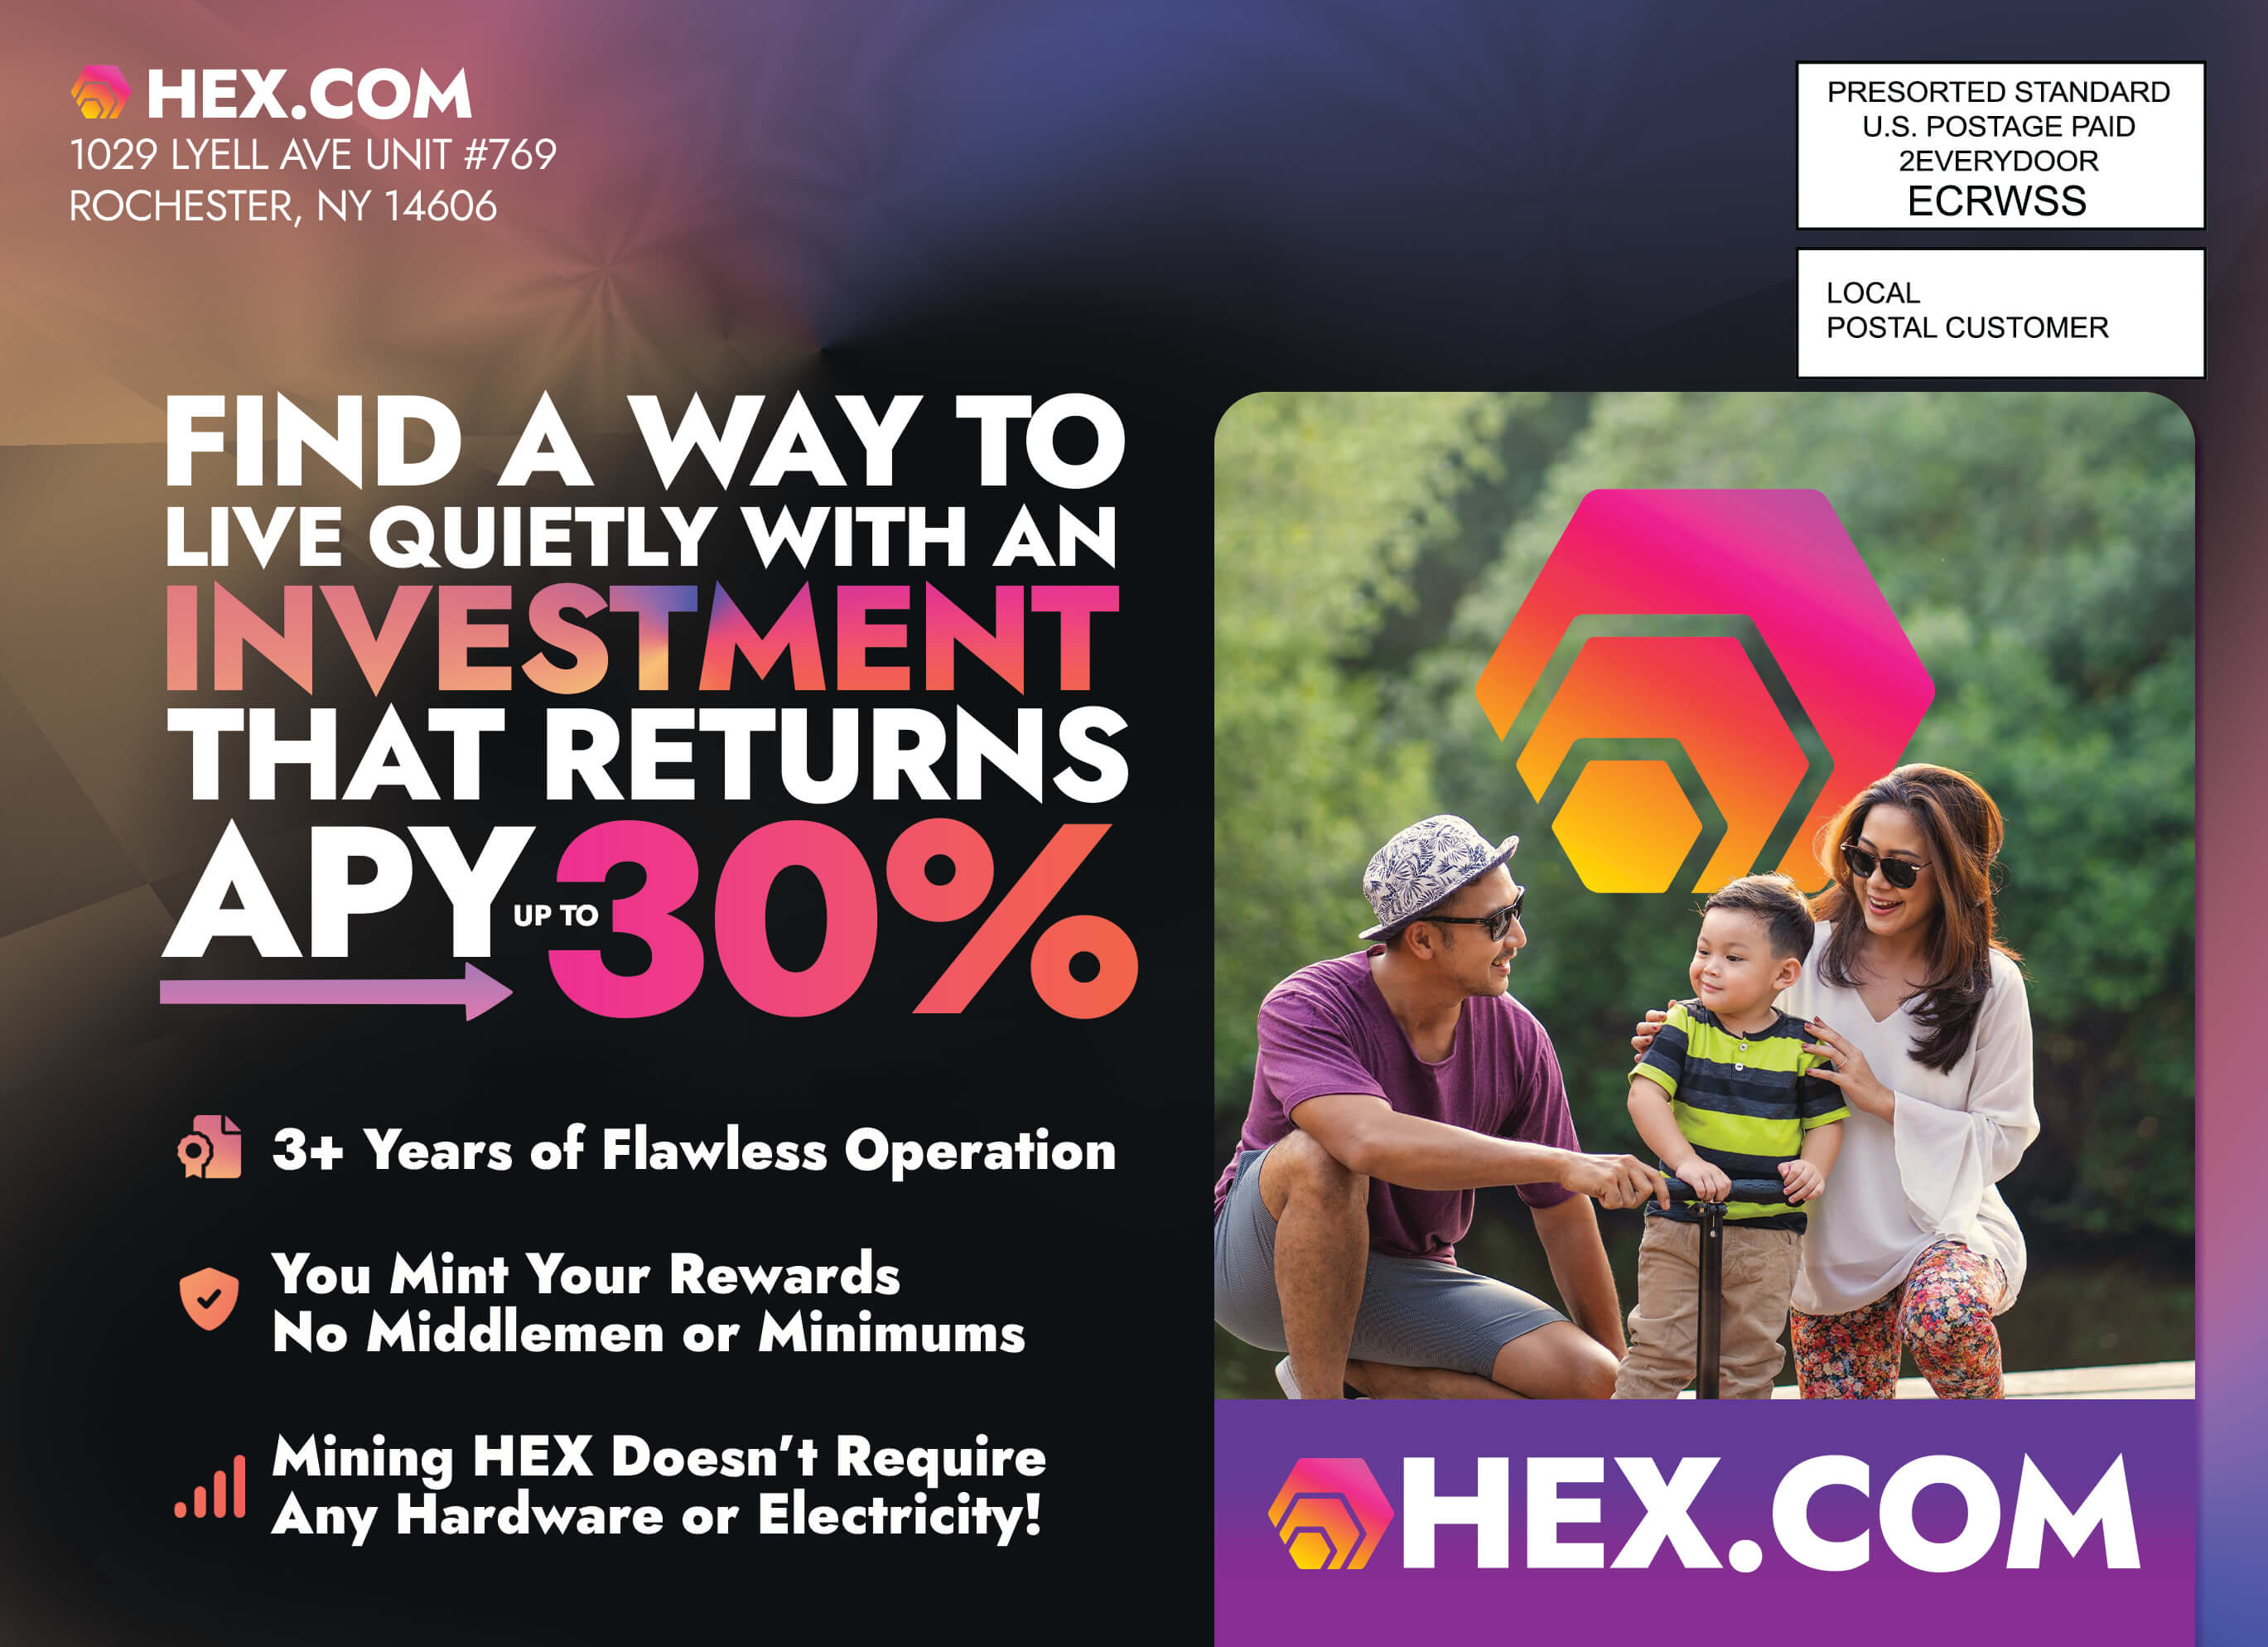 HEX.COM
1029 LYELL AVE UNIT #769
ROCHESTER, NY 14606
PRESORTED STANDARD
U.S. POSTAGE PAID
2EVERYDOOR
ECRWSS
LOCAL
POSTAL CUSTOMER
FIND A WAY TO
LIVE QUIETLY WITH AN
INVESTMENT
THAT RETURNS
APY UP TO 30%
3+ Years of Flawless Operation
You Mint Your Rewards
No Middlemen or Minimums
Mining HEX Doesn't Require
Any Hardware or Electricity!
HEX.COM